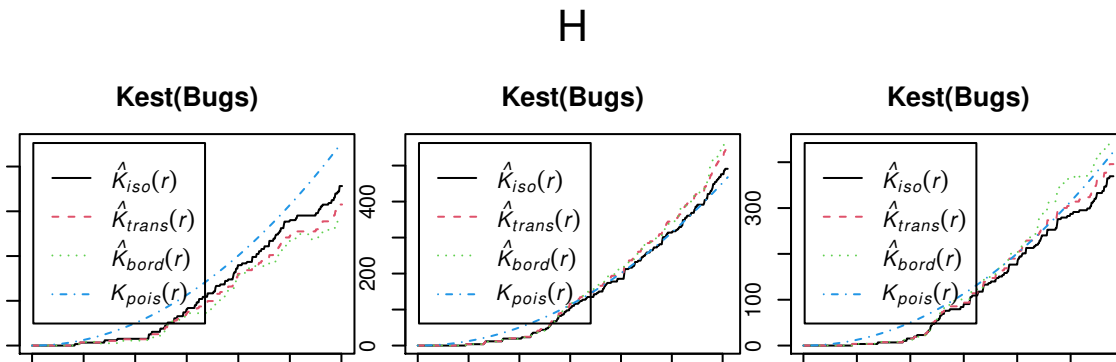 H
Kest(Bugs) Kest(Bugs) Kest(Bugs)
K̂iso(r)
K̂trans(r)
K̂bord(r)
Kpois(r)
0 200 400
K̂iso(r)
K̂trans(r)
K̂bord(r)
Kpois(r)
0 100 300
K̂iso(r)
K̂trans(r)
K̂bord(r)
Kpois(r)